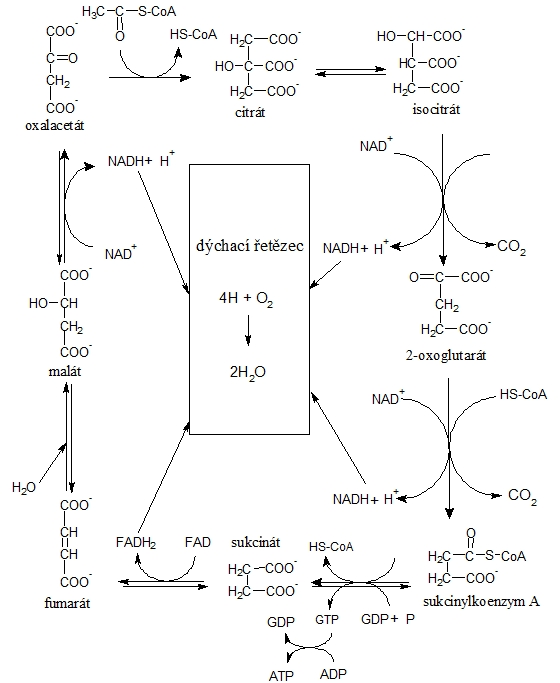 H₃C—C—S-CoA
O
COO⁻
C=O
CH₂
COO⁻
oxalacetát
HS-CoA
H₂C—COO⁻
HO—C—COO⁻
H₂C—COO⁻
citrát
HO—CH-COO⁻
HC—COO⁻
H₂C—COO⁻
isocitrát
NADH+ H⁺
NAD⁺
NAD⁺
NADH+ H⁺
CO₂
dýchací řetězec
4H + O₂
2H₂O
COO⁻
HO—CH
CH₂
COO⁻
malát
O=C—COO⁻
CH₂
H₂C—COO⁻
2-oxoglutarát
NAD⁺
HS-CoA
NADH+ H⁺
CO₂
H₂O
COO⁻
CH
CH
COO⁻
fumarát
FADH₂
FAD
sukcinát
H₂C—COO⁻
H₂C—COO⁻
HS-CoA
O
H₂C—C—S-CoA
H₂C—COO⁻
sukcinylkoenzym A
GDP
GTP
GDP+ P
ATP
ADP